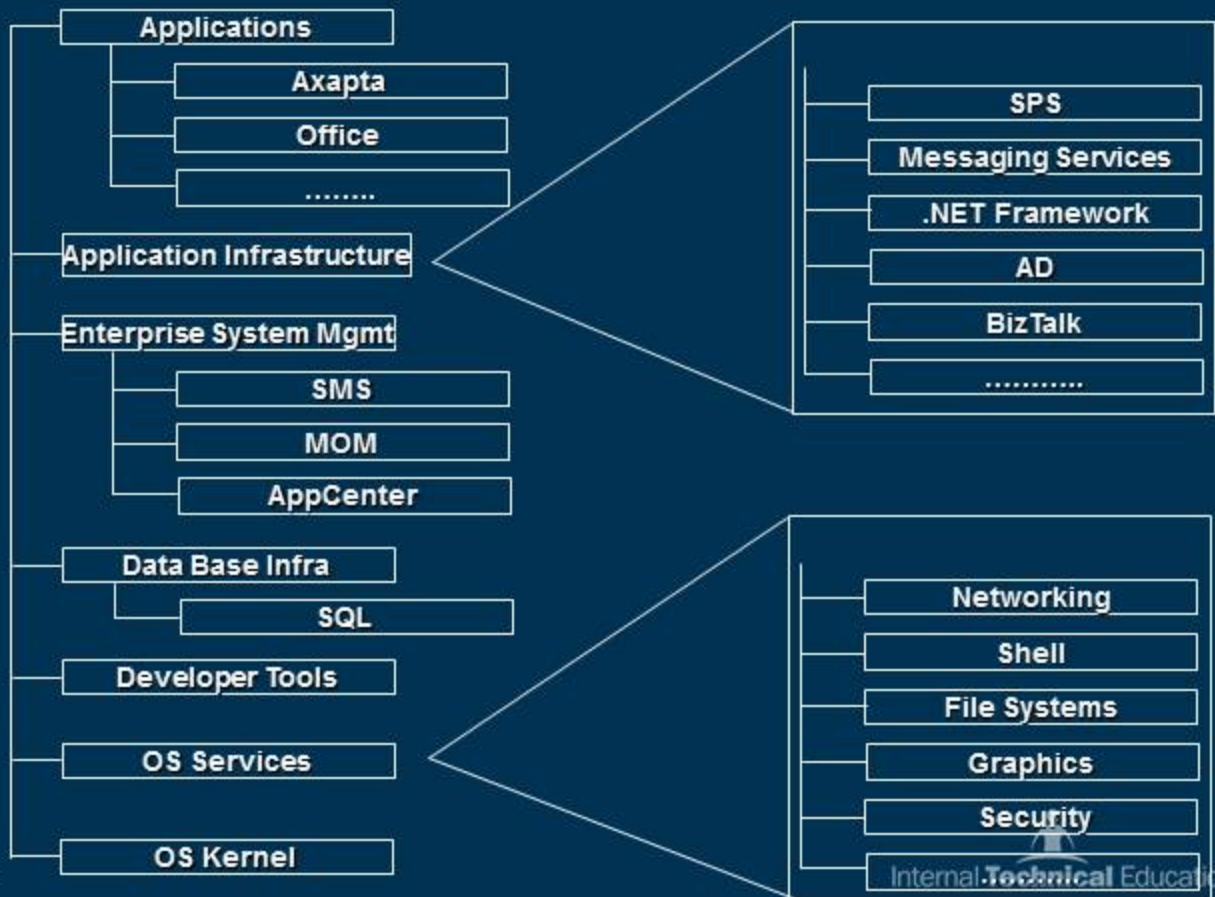 Applications
Axapta
Office
........
Application Infrastructure
Enterprise System Mgmt
SMS
MOM
AppCenter
Data Base Infra
SQL
Developer Tools
OS Services
OS Kernel
SPS
Messaging Services
.NET Framework
AD
BizTalk
...........
Networking
Shell
File Systems
Graphics
Security
...........
Internal Technical